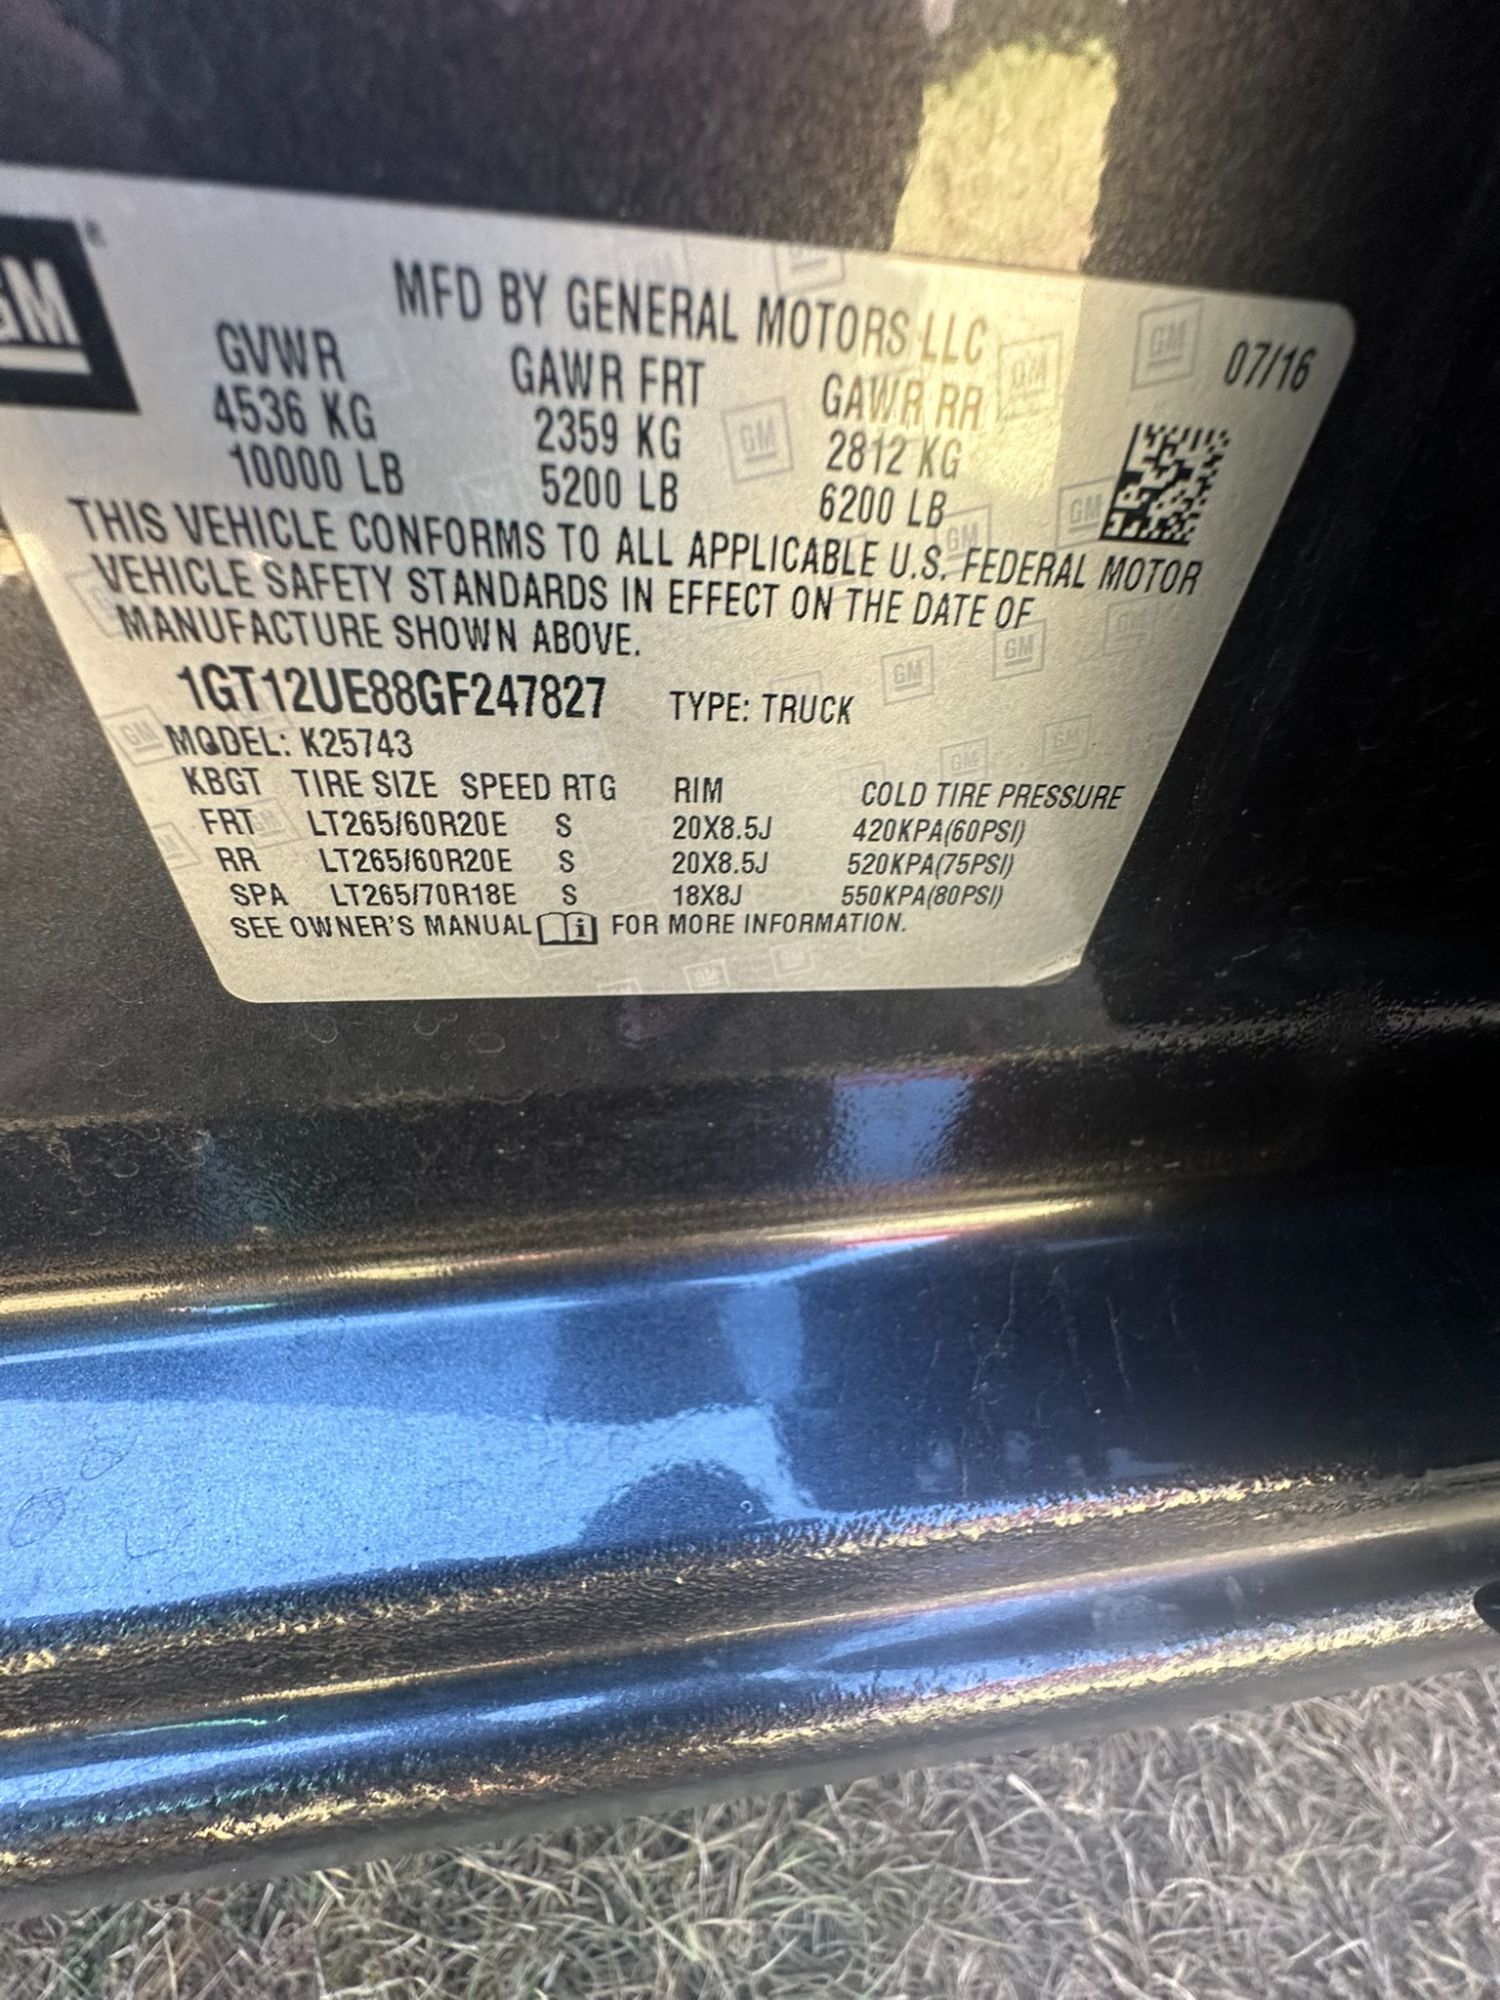 GM
MFD BY GENERAL MOTORS LLC
07/16
GVWR GAWR FRT GAWR RR
4536 KG 2359 KG 2812 KG
10000 LB 5200 LB 6200 LB
THIS VEHICLE CONFORMS TO ALL APPLICABLE U.S. FEDERAL MOTOR
VEHICLE SAFETY STANDARDS IN EFFECT ON THE DATE OF
MANUFACTURE SHOWN ABOVE.
1GT12UE88GF247827 TYPE: TRUCK
MODEL: K25743
KBGT TIRE SIZE SPEED RTG RIM COLD TIRE PRESSURE
FRT LT265/60R20E S 20X8.5J 420KPA(60PSI)
RR LT265/60R20E S 20X8.5J 520KPA(75PSI)
SPA LT265/70R18E S 18X8J 550KPA(80PSI)
SEE OWNER'S MANUAL FOR MORE INFORMATION.